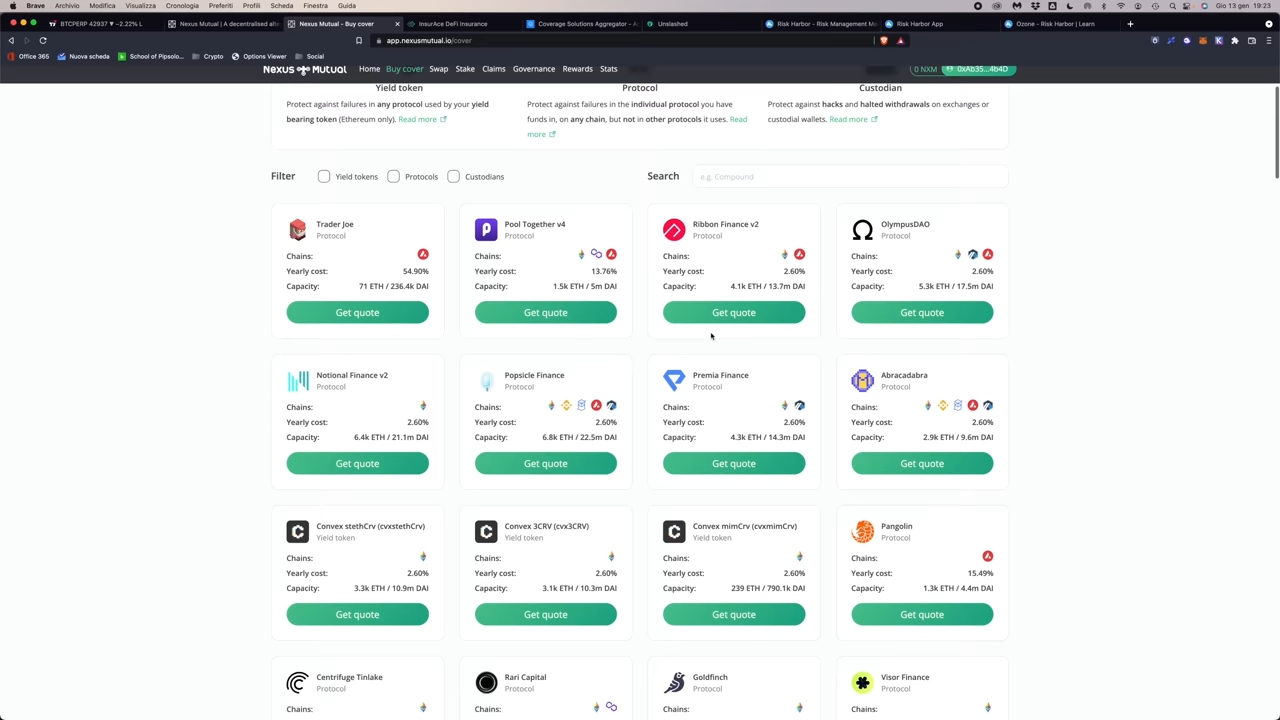 Brave Archivio Modifica Visualizza Cronologia Preferiti Profili Scheda Finestra Guida
Gio 13 gen 19:23
BTCPERP 42937 ▼ −2.22% L
Nexus Mutual | A decentralised alte
Nexus Mutual - Buy cover
InsurAce DeFi Insurance
Coverage Solutions Aggregator - A
Unslashed
Risk Harbor - Risk Management M
Risk Harbor App
Ozone - Risk Harbor | Learn
app.nexusmutual.io/cover
Office 365 Nuova scheda School of Pipsolo... Crypto Options Viewer Social
NEXUS MUTUAL Home Buy cover Swap Stake Claims Governance Rewards Stats
0 NXM 0xAb35...4b4D
Yield token Protocol Custodian
Protect against failures in any protocol used by your yield
bearing token (Ethereum only). Read more
Protect against failures in the individual protocol you have
funds in, on any chain, but not in other protocols it uses. Read
more
Protect against hacks and halted withdrawals on exchanges or
custodial wallets. Read more
Filter Yield tokens Protocols Custodians Search e.g. Compound
Trader Joe
Protocol
Chains:
Yearly cost: 54.90%
Capacity: 71 ETH / 236.4k DAI
Get quote
Pool Together v4
Protocol
Chains:
Yearly cost: 13.76%
Capacity: 1.5k ETH / 5m DAI
Get quote
Ribbon Finance v2
Protocol
Chains:
Yearly cost: 2.60%
Capacity: 4.1k ETH / 13.7m DAI
Get quote
OlympusDAO
Protocol
Chains:
Yearly cost: 2.60%
Capacity: 5.3k ETH / 17.5m DAI
Get quote
Notional Finance v2
Protocol
Chains:
Yearly cost: 2.60%
Capacity: 6.4k ETH / 21.1m DAI
Get quote
Popsicle Finance
Protocol
Chains:
Yearly cost: 2.60%
Capacity: 6.8k ETH / 22.5m DAI
Get quote
Premia Finance
Protocol
Chains:
Yearly cost: 2.60%
Capacity: 4.3k ETH / 14.3m DAI
Get quote
Abracadabra
Protocol
Chains:
Yearly cost: 2.60%
Capacity: 2.9k ETH / 9.6m DAI
Get quote
Convex stethCrv (cvxstethCrv)
Yield token
Chains:
Yearly cost: 2.60%
Capacity: 3.3k ETH / 10.9m DAI
Get quote
Convex 3CRV (cvx3CRV)
Yield token
Chains:
Yearly cost: 2.60%
Capacity: 3.1k ETH / 10.3m DAI
Get quote
Convex mimCrv (cvxmimCrv)
Yield token
Chains:
Yearly cost: 2.60%
Capacity: 239 ETH / 790.1k DAI
Get quote
Pangolin
Protocol
Chains:
Yearly cost: 15.49%
Capacity: 1.3k ETH / 4.4m DAI
Get quote
Centrifuge Tinlake
Protocol
Chains:
Rari Capital
Protocol
Chains:
Goldfinch
Protocol
Chains:
Visor Finance
Protocol
Chains: